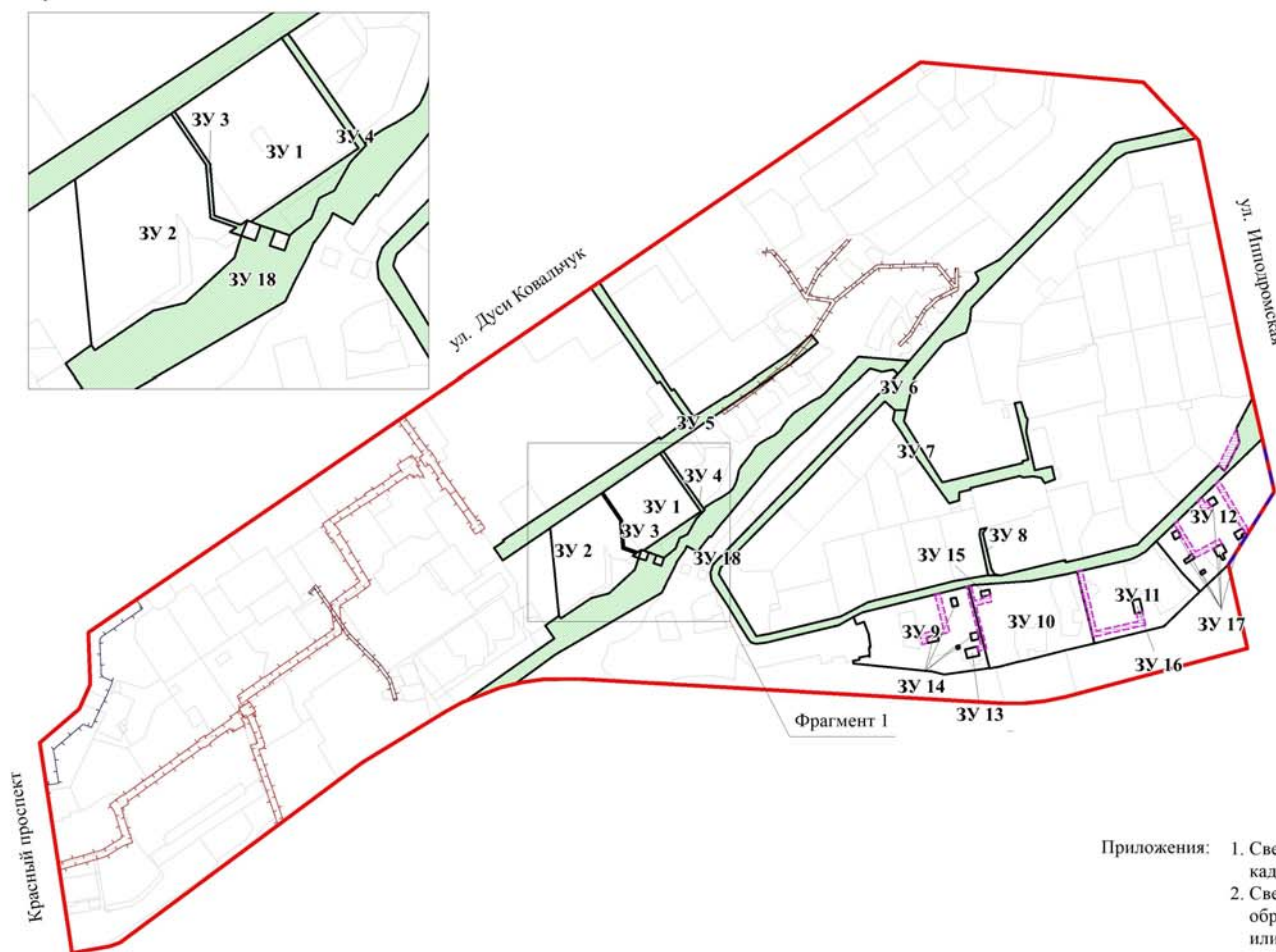 ЗУ 3
ЗУ 4
ЗУ 1
ЗУ 2
ЗУ 18
ул. Дуси Ковальчук
ул. Ипподромская
ЗУ 6
ЗУ 5
ЗУ 7
ЗУ 4
ЗУ 1
ЗУ 12
ЗУ 3
ЗУ 8
ЗУ 2
ЗУ 18
ЗУ 15
ЗУ 11
ЗУ 9
ЗУ 10
ЗУ 17
ЗУ 16
ЗУ 14
ЗУ 13
Фрагмент 1
Красный проспект
Приложения: 1. Све
кад
2. Све
обр
или